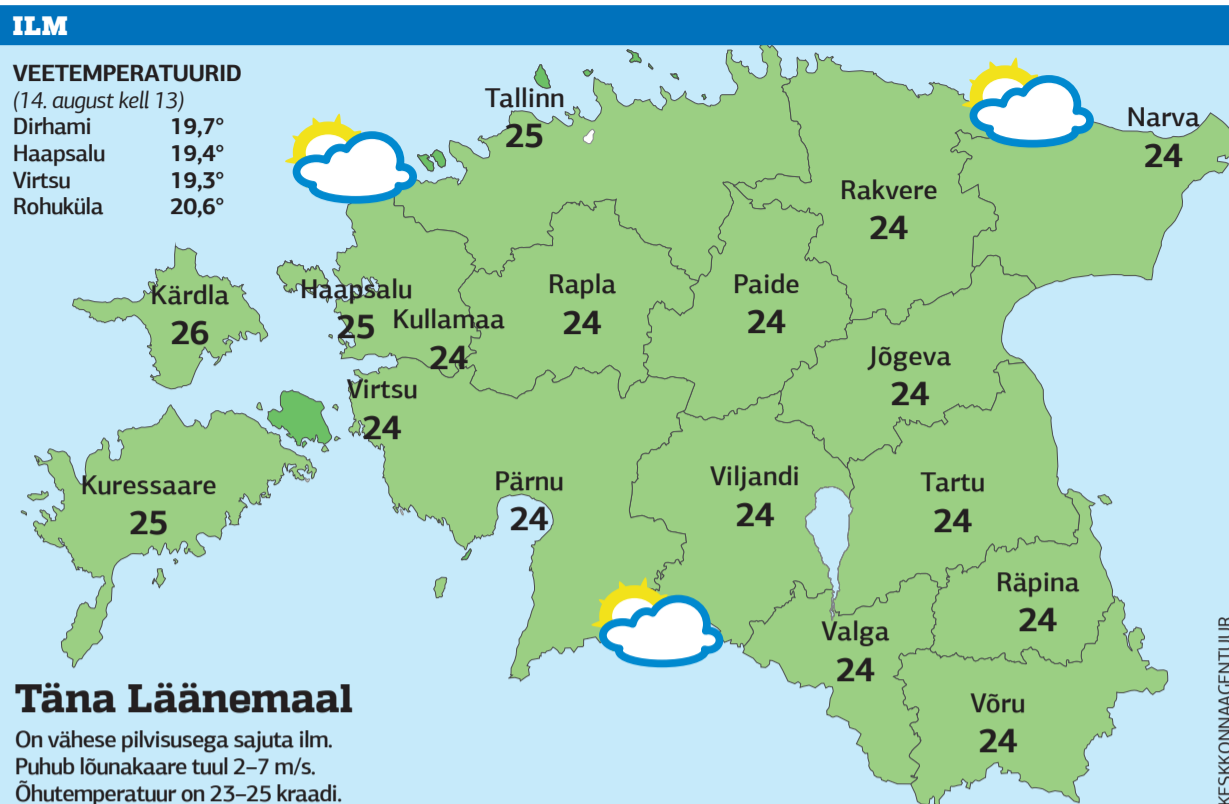 ILM
VEETEMPERATUURID
(14. august kell 13)
Dirhami 19,7°
Haapsalu 19,4°
Virtsu 19,3°
Rohuküla 20,6°
Tallinn
25
Narva
24
Rakvere
24
Kärdla
26
Haapsalu
25
Kullamaa
24
Rapla
24
Paide
24
Jõgeva
24
Virtsu
24
Kuressaare
25
Pärnu
24
Viljandi
24
Tartu
24
Räpina
24
Valga
24
Võru
24
Täna Läänemaal
On vähese pilvisusega sajuta ilm.
Puhub lõunakaare tuul 2–7 m/s.
Õhutemperatuur on 23–25 kraadi.
KESKKONNAAGENTUUR